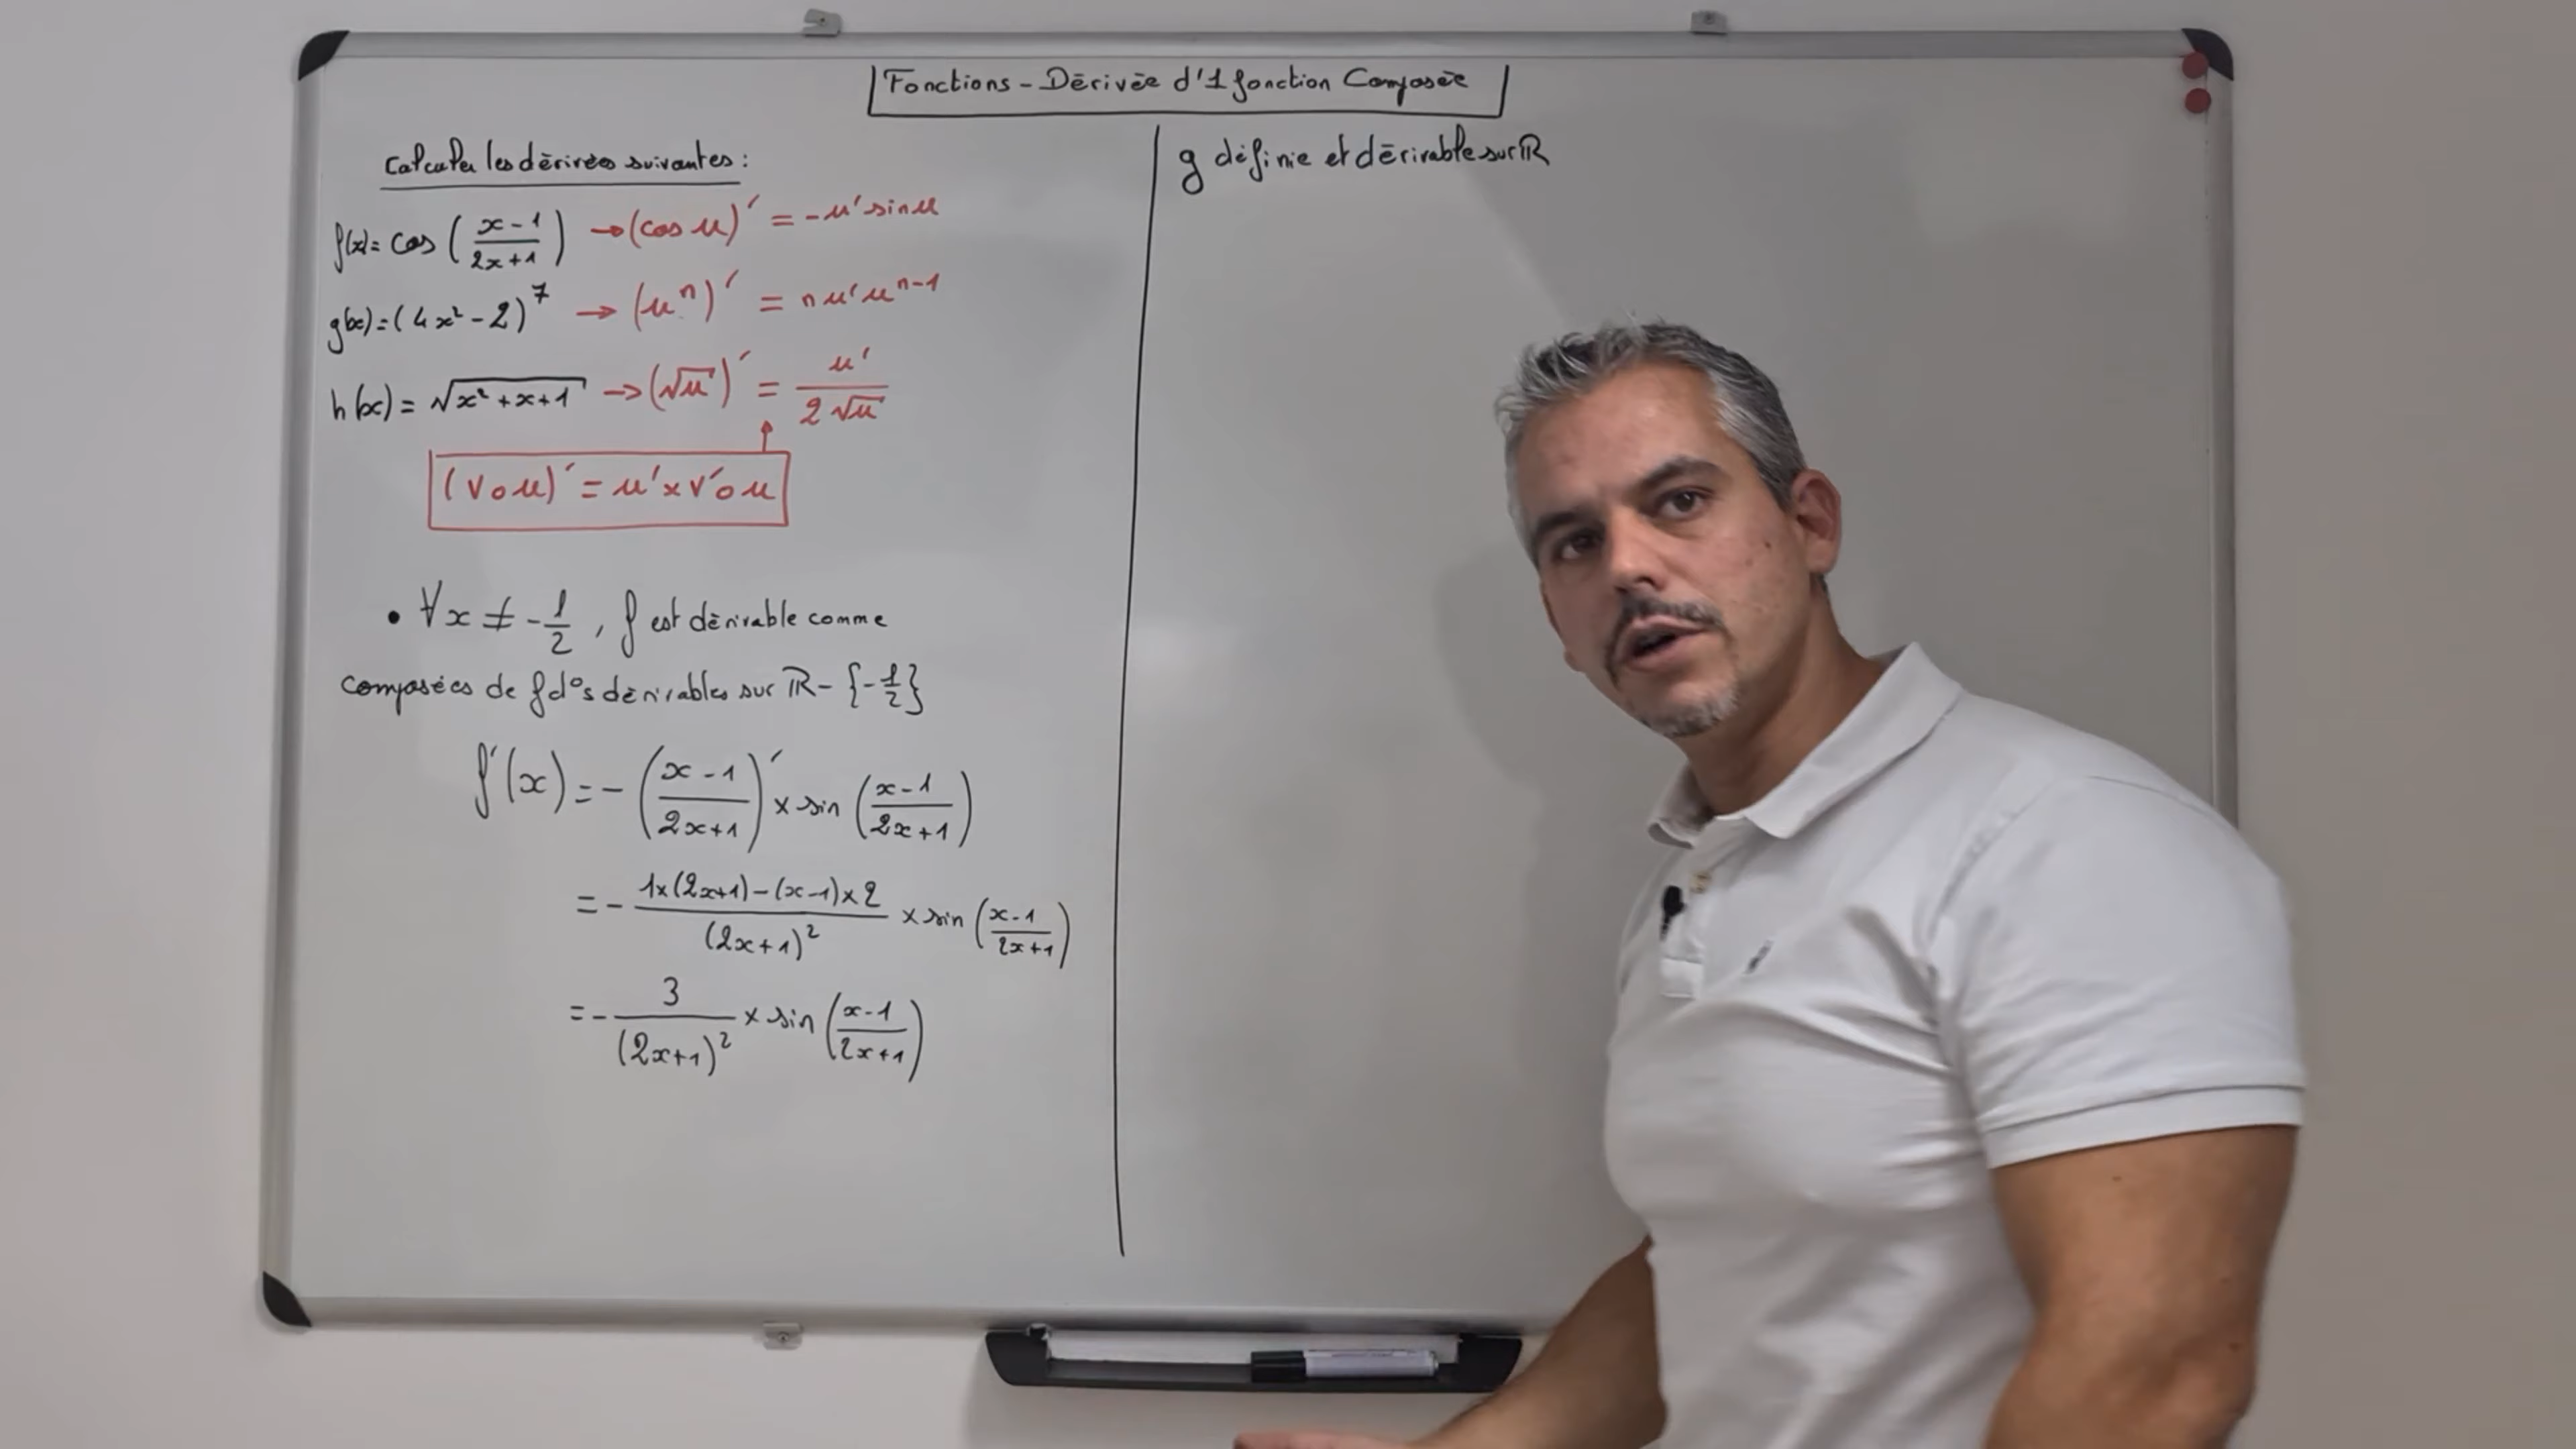 Fonctions - Dérivée d'1 fonction Composée
Calculer les dérivées suivantes :
f(x) = cos ( (x-1)/(2x+1) ) → (cos u)′ = -u′ sin u
g(x) = (4x² - 2)⁷ → (uⁿ)′ = n u′ uⁿ⁻¹
h(x) = √(x² + x + 1) → (√u)′ = u′/(2√u)
(v o u)′ = u′ × v′ o u
• ∀x ≠ -1/2 , f est dérivable comme
composées de fd°s dérivables sur ℝ - {-1/2}
f′(x) = - ( (x-1)/(2x+1) )′ × sin ( (x-1)/(2x+1) )
= - (1×(2x+1) - (x-1)×2)/(2x+1)² × sin ( (x-1)/(2x+1) )
= - 3/(2x+1)² × sin ( (x-1)/(2x+1) )
g définie et dérivable sur ℝ